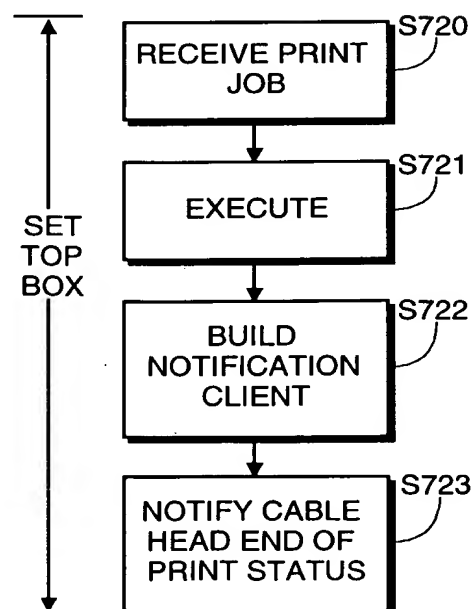 S720
RECEIVE PRINT
JOB
S721
EXECUTE
SET
TOP
BOX
S722
BUILD
NOTIFICATION
CLIENT
S723
NOTIFY CABLE
HEAD END OF
PRINT STATUS